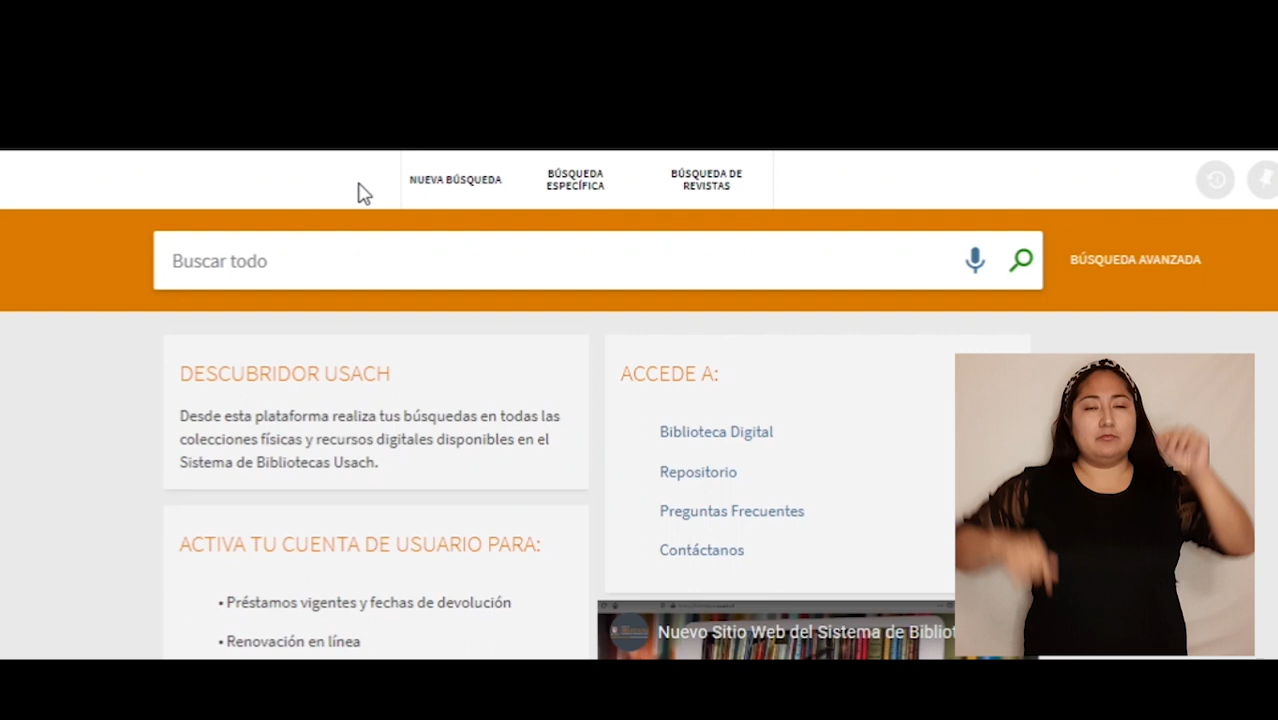 NUEVA BÚSQUEDA
BÚSQUEDA
ESPECÍFICA
BÚSQUEDA DE
REVISTAS
Buscar todo
BÚSQUEDA AVANZADA
DESCUBRIDOR USACH
Desde esta plataforma realiza tus búsquedas en todas las
colecciones físicas y recursos digitales disponibles en el
Sistema de Bibliotecas Usach.
ACTIVA TU CUENTA DE USUARIO PARA:
• Préstamos vigentes y fechas de devolución
• Renovación en línea
ACCEDE A:
Biblioteca Digital
Repositorio
Preguntas Frecuentes
Contáctanos
Nuevo Sitio Web del Sistema de Bibliot